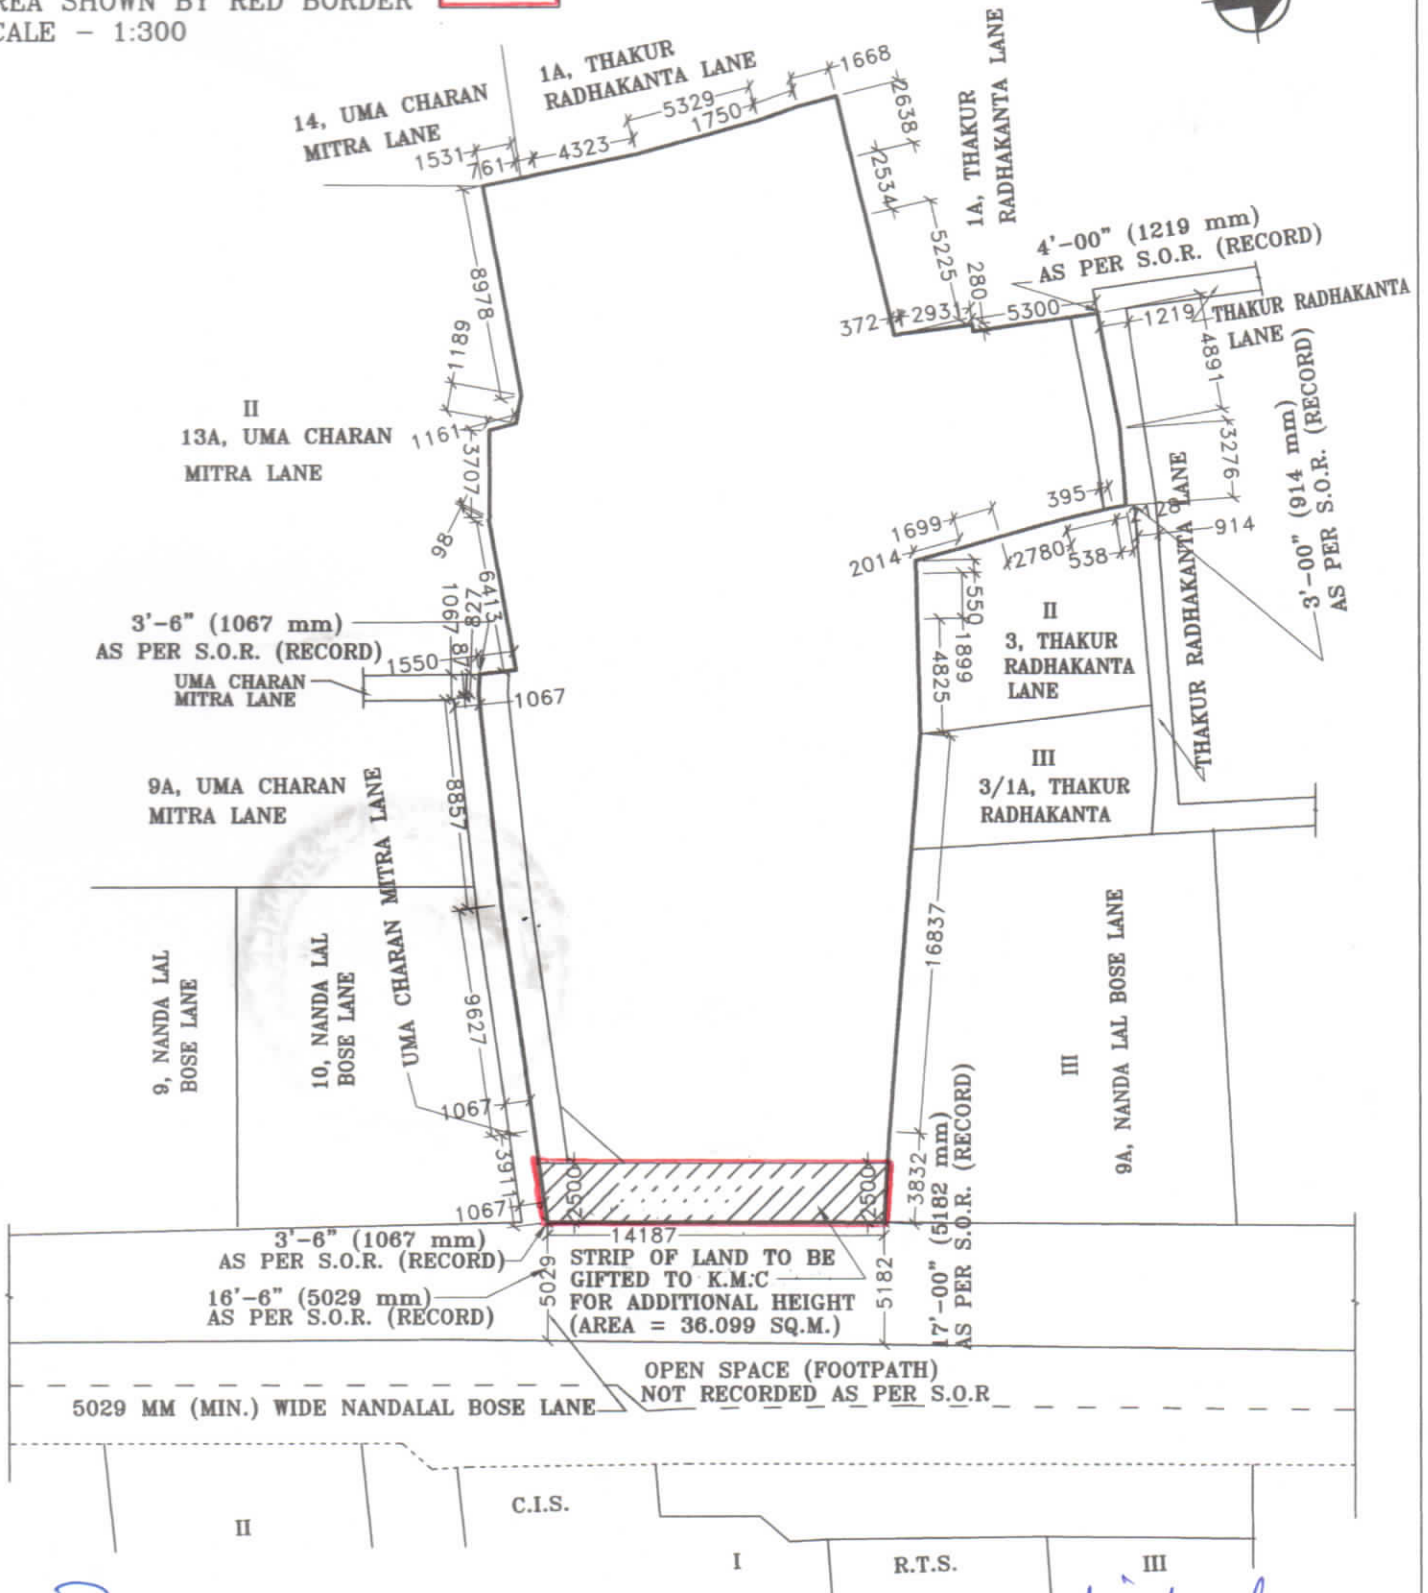 AREA SHOWN BY RED BORDER
SCALE - 1:300
14, UMA CHARAN
MITRA LANE
1A, THAKUR
RADHAKANTA LANE
1A, THAKUR
RADHAKANTA LANE
1531
761
4323
5329
1750
1668
2638
2534
5225
280
372
2931
5300
4'-00" (1219 mm)
AS PER S.O.R. (RECORD)
1219
THAKUR RADHAKANTA
LANE
4891
3276
3'-00" (914 mm)
AS PER S.O.R. (RECORD)
8978
1189
II
13A, UMA CHARAN
MITRA LANE
1161
3707
98
6413
395
2128
914
1699
2014
2780
538
THAKUR RADHAKANTA LANE
550
1899
4825
II
3, THAKUR
RADHAKANTA
LANE
3'-6" (1067 mm)
AS PER S.O.R. (RECORD)
1067
877
87
1550
UMA CHARAN
MITRA LANE
1067
III
3/1A, THAKUR
RADHAKANTA
9A, UMA CHARAN
MITRA LANE
8857
UMA CHARAN MITRA LANE
16837
9, NANDA LAL
BOSE LANE
10, NANDA LAL
BOSE LANE
9627
III
9A, NANDA LAL BOSE LANE
1067
3911
1067
2500
2500
3832
17'-00" (5182 mm)
AS PER S.O.R. (RECORD)
3'-6" (1067 mm)
AS PER S.O.R. (RECORD)
14187
16'-6" (5029 mm)
AS PER S.O.R. (RECORD)
5029
STRIP OF LAND TO BE
GIFTED TO K.M.C
FOR ADDITIONAL HEIGHT
(AREA = 36.099 SQ.M.)
5182
OPEN SPACE (FOOTPATH)
NOT RECORDED AS PER S.O.R
5029 MM (MIN.) WIDE NANDALAL BOSE LANE
II
C.I.S.
I
R.T.S.
III